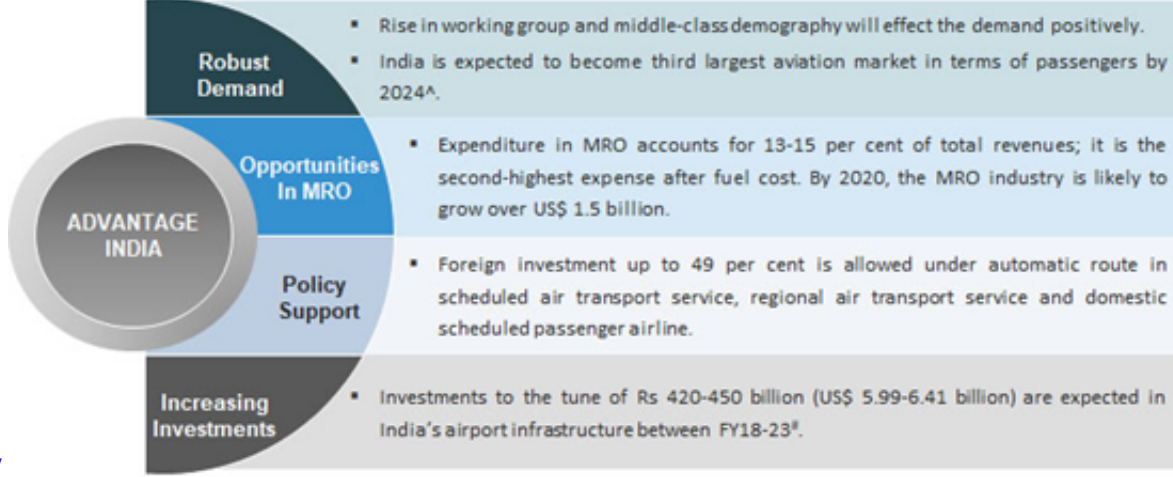 ADVANTAGE
INDIA
Robust
Demand
▪ Rise in working group and middle-class demography will effect the demand positively.
▪ India is expected to become third largest aviation market in terms of passengers by
2024^.
Opportunities
In MRO
▪ Expenditure in MRO accounts for 13-15 per cent of total revenues; it is the
second-highest expense after fuel cost. By 2020, the MRO industry is likely to
grow over US$ 1.5 billion.
Policy
Support
▪ Foreign investment up to 49 per cent is allowed under automatic route in
scheduled air transport service, regional air transport service and domestic
scheduled passenger airline.
Increasing
Investments
▪ Investments to the tune of Rs 420-450 billion (US$ 5.99-6.41 billion) are expected in
India's airport infrastructure between FY18-23#.